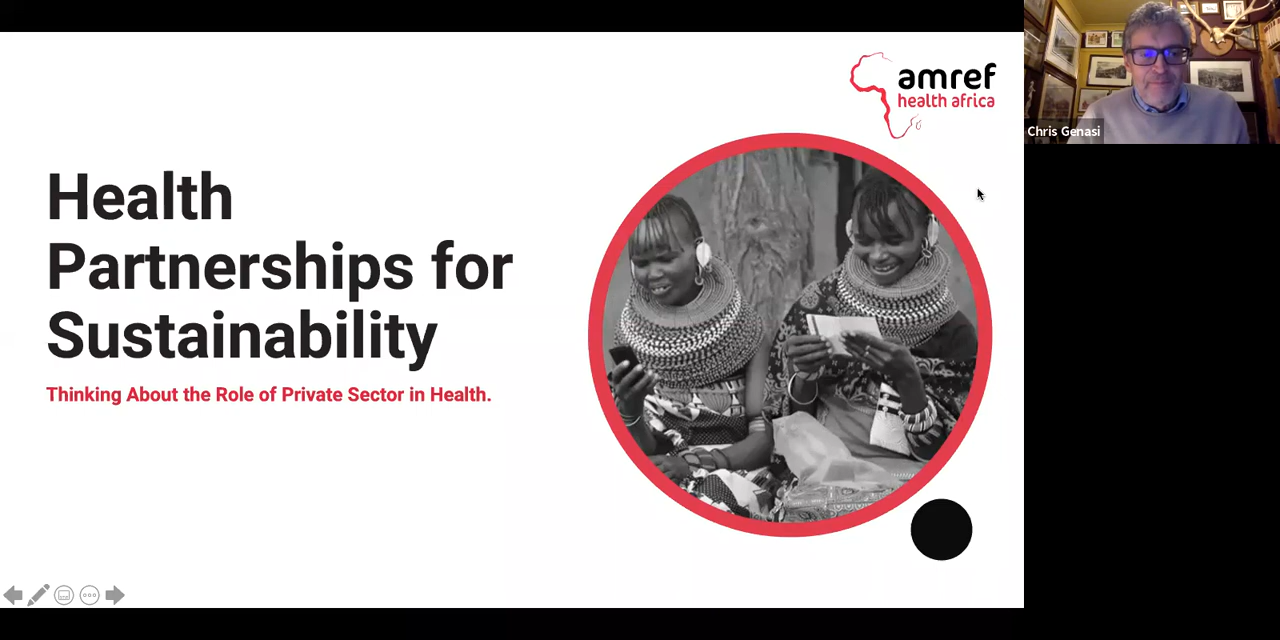 amref
health africa
Health
Partnerships for
Sustainability
Thinking About the Role of Private Sector in Health.
Chris Genasi